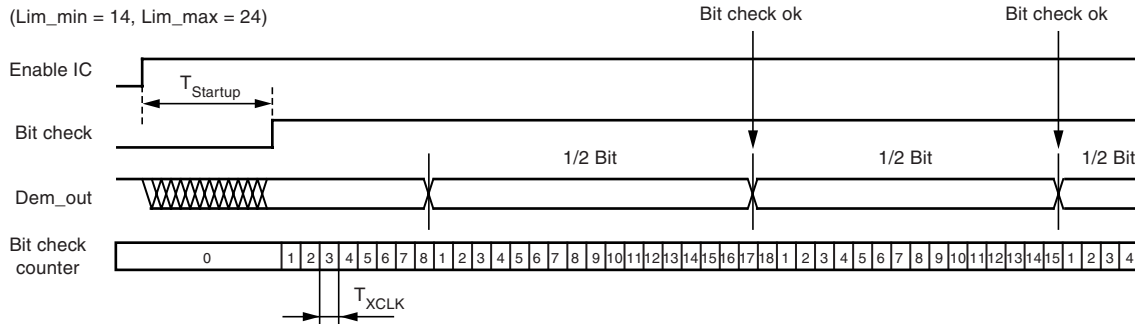 (Lim_min = 14, Lim_max = 24)
Bit check ok Bit check ok
Enable IC
T_Startup
Bit check
1/2 Bit 1/2 Bit 1/2 Bit
Dem_out
Bit check
counter
0 1 2 3 4 5 6 7 8 1 2 3 4 5 6 7 8 9 10 11 12 13 14 15 16 17 18 1 2 3 4 5 6 7 8 9 10 11 12 13 14 15 1 2 3 4
T_XCLK